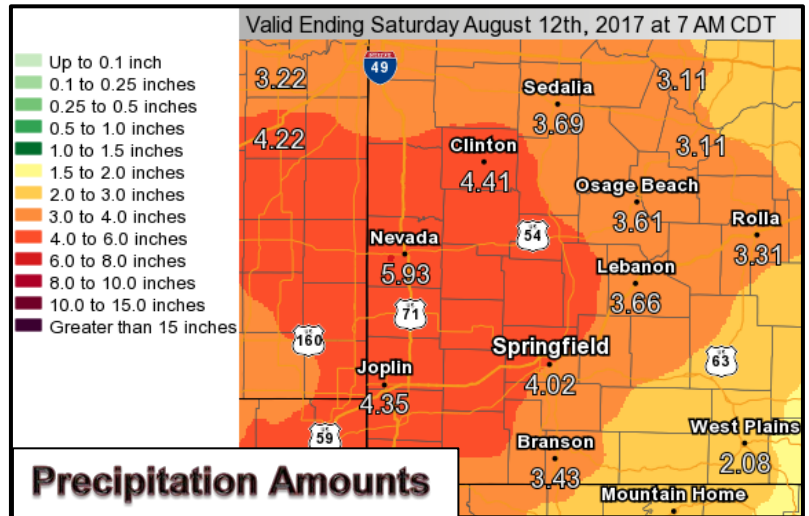 Valid Ending Saturday August 12th, 2017 at 7 AM CDT
Up to 0.1 inch
0.1 to 0.25 inches
0.25 to 0.5 inches
0.5 to 1.0 inches
1.0 to 1.5 inches
1.5 to 2.0 inches
2.0 to 3.0 inches
3.0 to 4.0 inches
4.0 to 6.0 inches
6.0 to 8.0 inches
8.0 to 10.0 inches
10.0 to 15.0 inches
Greater than 15 inches
3.22
49
Sedalia
3.69
3.11
4.22
Clinton
4.41
3.11
Osage Beach
3.61
Nevada
5.93
US 54
Rolla
3.31
Lebanon
3.66
US 71
US 160
Springfield
4.02
US 63
Joplin
4.35
US 59
Branson
3.43
West Plains
2.08
Mountain Home
Precipitation Amounts